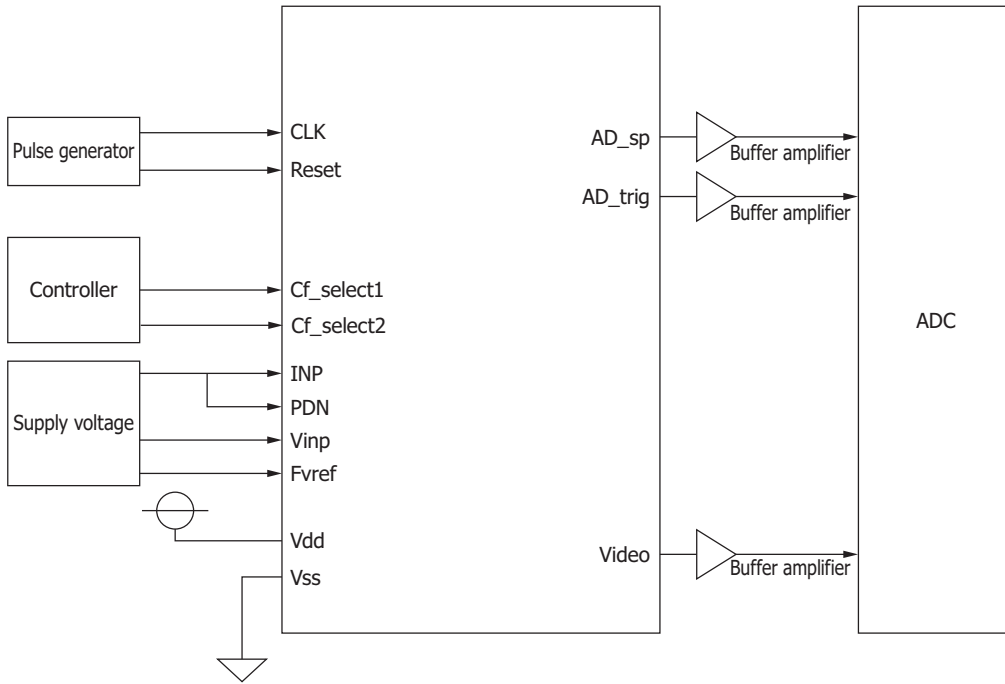 Pulse generator
CLK
Reset
Controller
Cf_select1
Cf_select2
Supply voltage
INP
PDN
Vinp
Fvref
Vdd
Vss
AD_sp
Buffer amplifier
AD_trig
Buffer amplifier
Video
Buffer amplifier
ADC